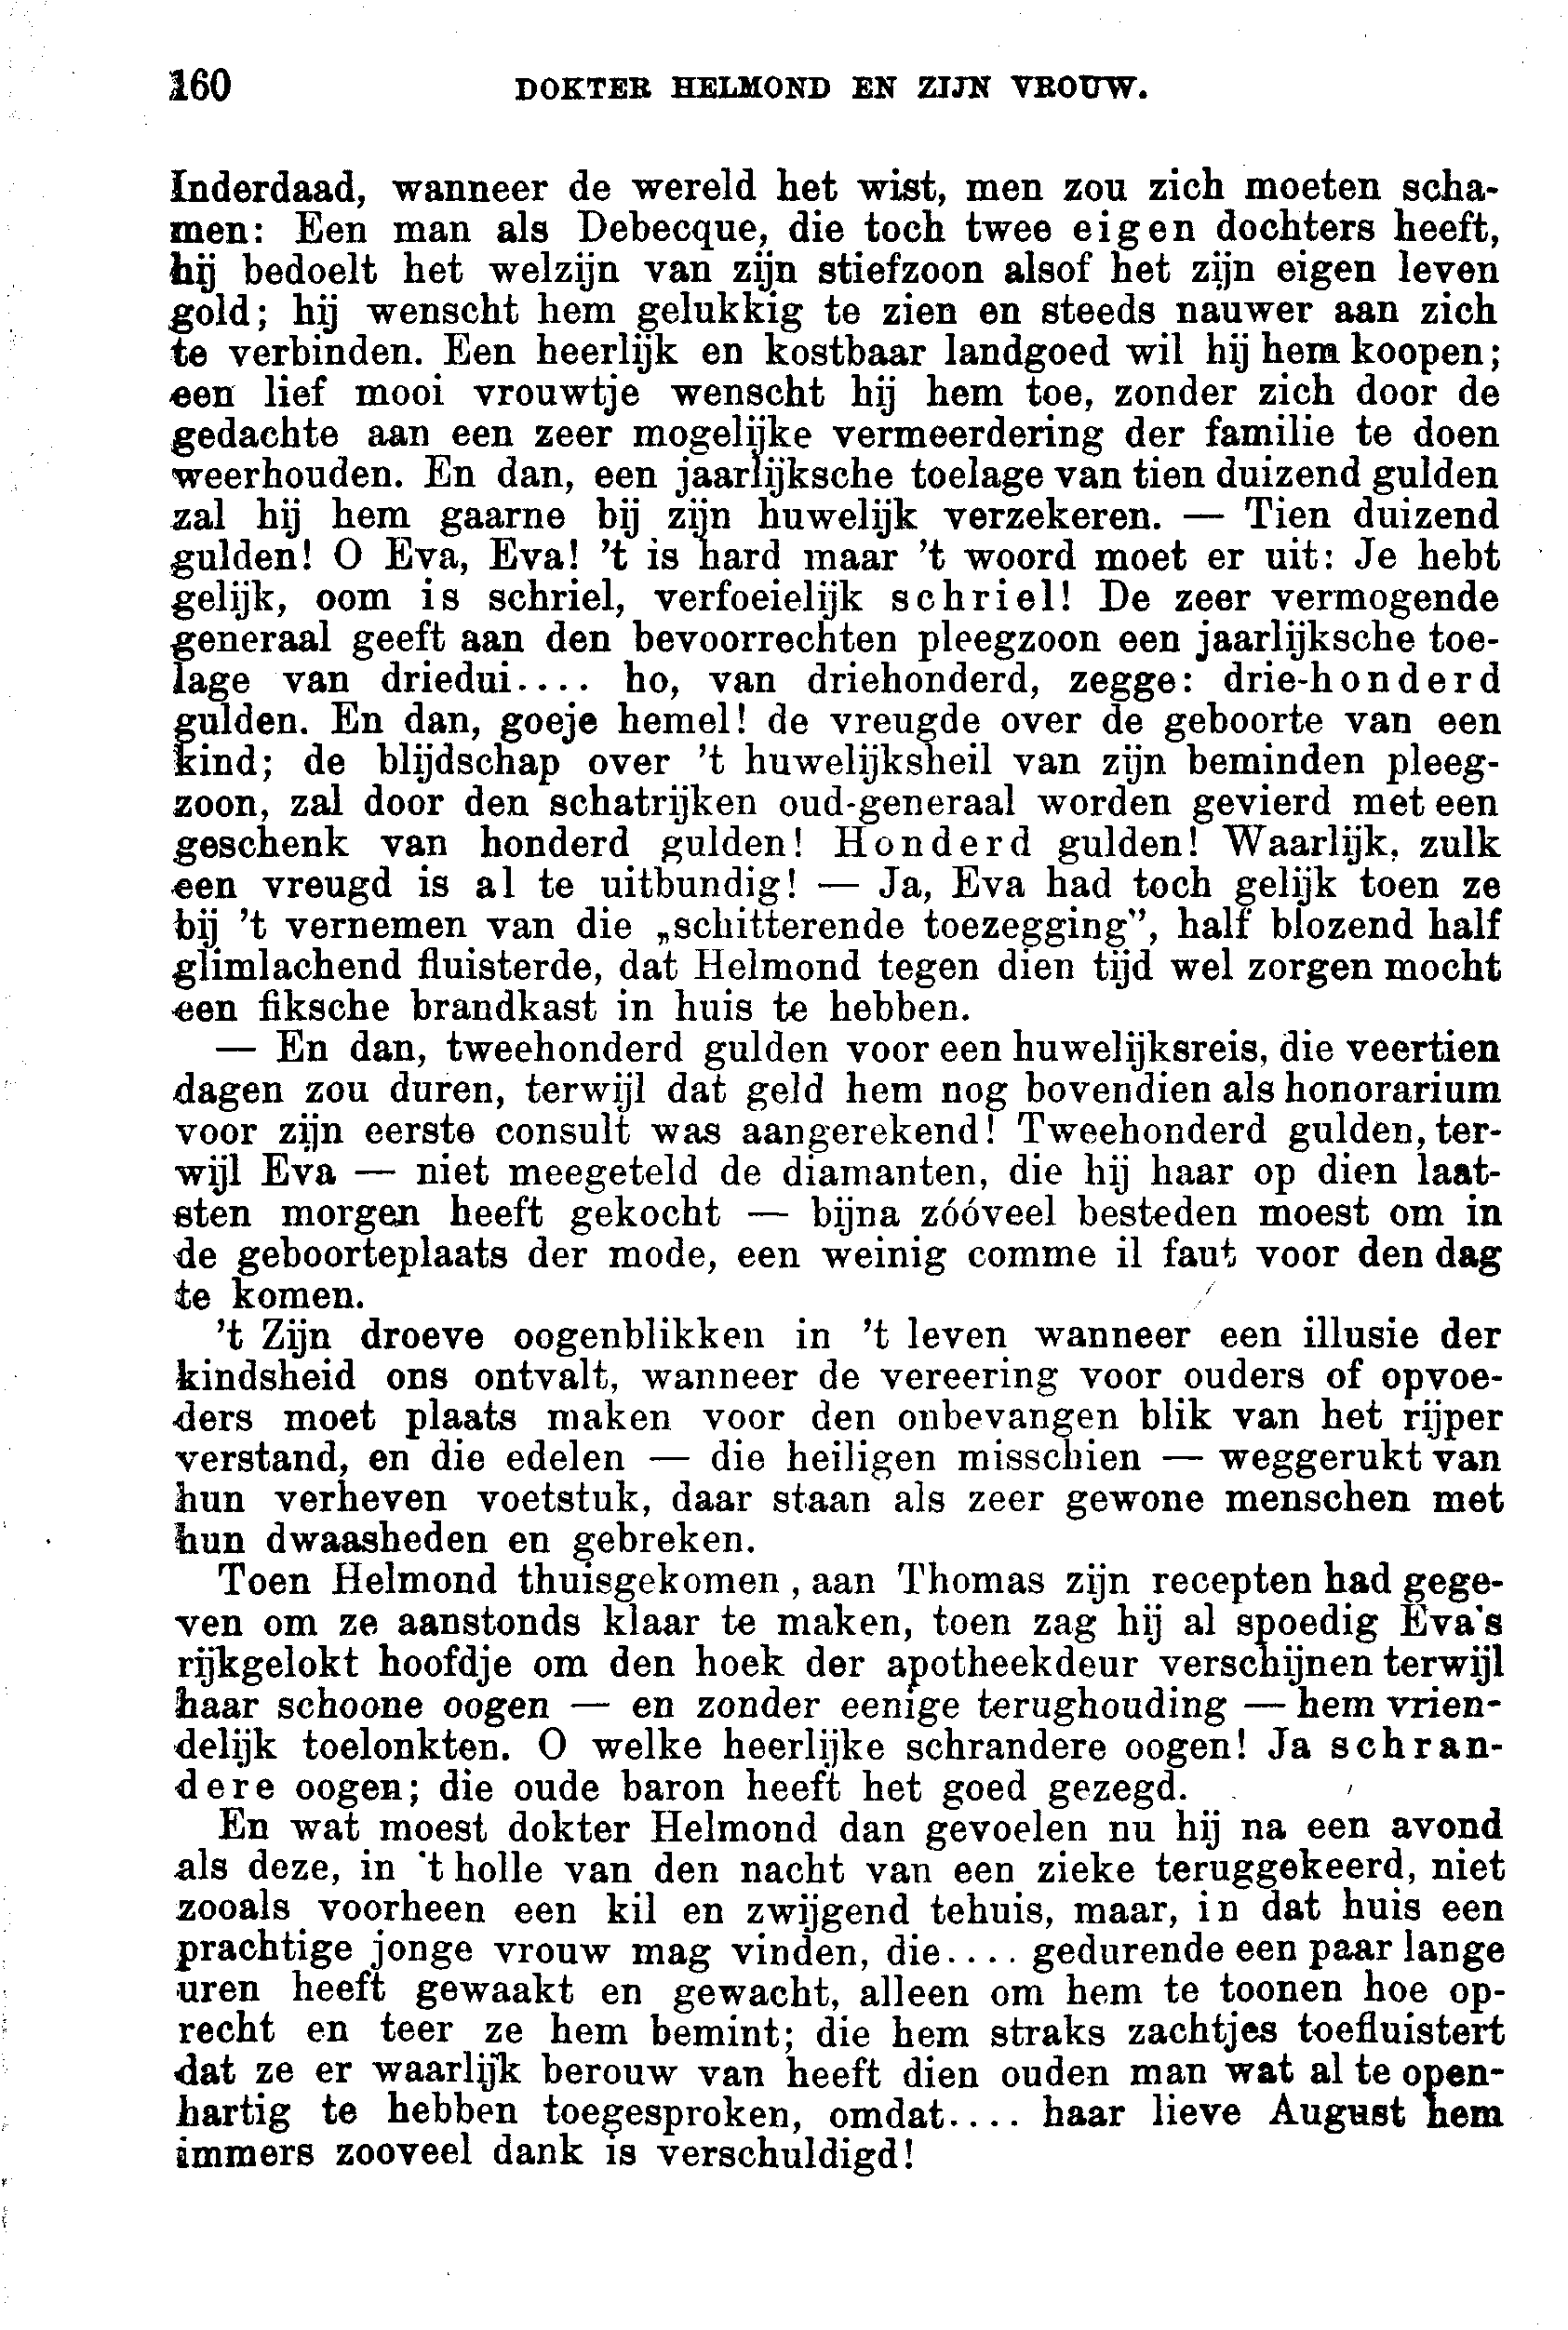 160 DOKTER HELMOND EN ZIJN VROUW.
Inderdaad, wanneer de wereld het wist, men zou zich moeten scha-
men: Een man als Debecque, die toch twee eigen dochters heeft,
hij bedoelt het welzijn van zijn stiefzoon alsof het zijn eigen leven
gold; hij wenscht hem gelukkig te zien en steeds nauwer aan zich
te verbinden. Een heerlijk en kostbaar landgoed wil hij hem koopen;
een lief mooi vrouwtje wenscht hij hem toe, zonder zich door de
gedachte aan een zeer mogelijke vermeerdering der familie te doen
weerhouden. En dan, een jaarlijksche toelage van tien duizend gulden
zal hij hem gaarne bij zijn huwelijk verzekeren. — Tien duizend
gulden! O Eva, Eva! 't is hard maar 't woord moet er uit: Je hebt
gelijk, oom is schriel, verfoeielijk schriel! De zeer vermogende
generaal geeft aan den bevoorrechten pleegzoon een jaarlijksche toe-
lage van driedui.... ho, van driehonderd, zegge: drie-honderd
gulden. En dan, goeje hemel! de vreugde over de geboorte van een
kind; de blijdschap over 't huwelijksheil van zijn beminden pleeg-
zoon, zal door den schatrijken oud-generaal worden gevierd met een
geschenk van honderd gulden! Honderd gulden! Waarlijk, zulk
een vreugd is al te uitbundig! — Ja, Eva had toch gelijk toen ze
bij 't vernemen van die „schitterende toezegging”, half blozend half
glimlachend fluisterde, dat Helmond tegen dien tijd wel zorgen mocht
een fiksche brandkast in huis te hebben.
— En dan, tweehonderd gulden voor een huwelijksreis, die veertien
dagen zou duren, terwijl dat geld hem nog bovendien als honorarium
voor zijn eerste consult was aangerekend! Tweehonderd gulden, ter-
wijl Eva — niet meegeteld de diamanten, die hij haar op dien laat-
sten morgen heeft gekocht — bijna zóóveel besteden moest om in
de geboorteplaats der mode, een weinig comme il faut voor den dag
te komen.
't Zijn droeve oogenblikken in 't leven wanneer een illusie der
kindsheid ons ontvalt, wanneer de vereering voor ouders of opvoe-
ders moet plaats maken voor den onbevangen blik van het rijper
verstand, en die edelen — die heiligen misschien — weggerukt van
hun verheven voetstuk, daar staan als zeer gewone menschen met
hun dwaasheden en gebreken.
Toen Helmond thuisgekomen, aan Thomas zijn recepten had gege-
ven om ze aanstonds klaar te maken, toen zag hij al spoedig Eva's
rijkgelokt hoofdje om den hoek der apotheekdeur verschijnen terwijl
haar schoone oogen — en zonder eenige terughouding — hem vrien-
delijk toelonkten. O welke heerlijke schrandere oogen! Ja schran-
dere oogen; die oude baron heeft het goed gezegd.
En wat moest dokter Helmond dan gevoelen nu hij na een avond
als deze, in 't holle van den nacht van een zieke teruggekeerd, niet
zooals voorheen een kil en zwijgend tehuis, maar, in dat huis een
prachtige jonge vrouw mag vinden, die.... gedurende een paar lange
uren heeft gewaakt en gewacht, alleen om hem te toonen hoe op-
recht en teer ze hem bemint; die hem straks zachtjes toefluistert
dat ze er waarlijk berouw van heeft dien ouden man wat al te open-
hartig te hebben toegesproken, omdat.... haar lieve August hem
immers zooveel dank is verschuldigd!